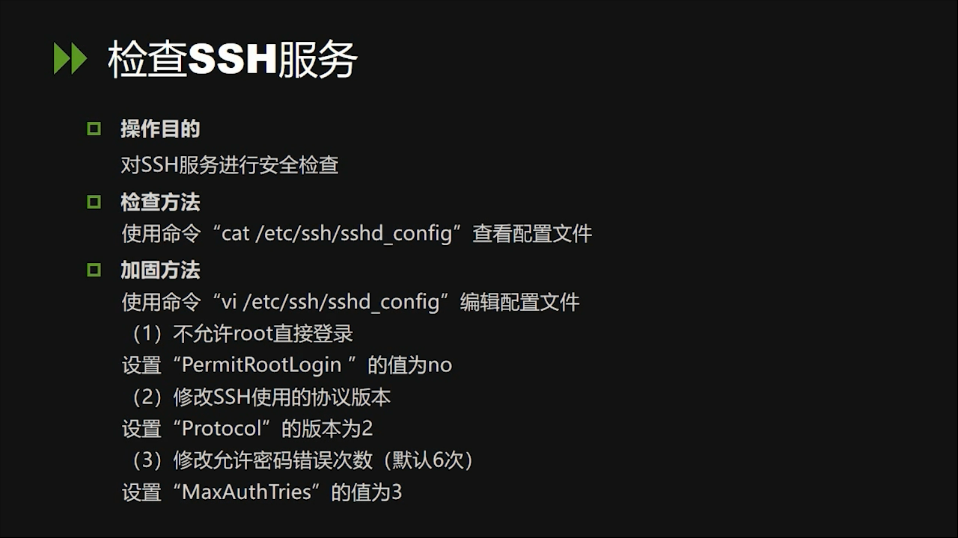 检查SSH服务
操作目的
对SSH服务进行安全检查
检查方法
使用命令“cat /etc/ssh/sshd_config”查看配置文件
加固方法
使用命令“vi /etc/ssh/sshd_config”编辑配置文件
（1）不允许root直接登录
设置“PermitRootLogin ”的值为no
（2）修改SSH使用的协议版本
设置“Protocol”的版本为2
（3）修改允许密码错误次数（默认6次）
设置“MaxAuthTries”的值为3